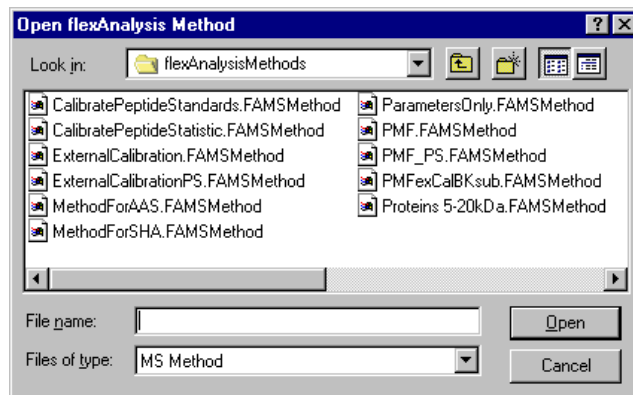 Open flexAnalysis Method
Look in: flexAnalysisMethods
CalibratePeptideStandards.FAMSMethod
CalibratePeptideStatistic.FAMSMethod
ExternalCalibration.FAMSMethod
ExternalCalibrationPS.FAMSMethod
MethodForAAS.FAMSMethod
MethodForSHA.FAMSMethod
ParametersOnly.FAMSMethod
PMF.FAMSMethod
PMF_PS.FAMSMethod
PMFexCalBKsub.FAMSMethod
Proteins 5-20kDa.FAMSMethod
File name: Open
Files of type: MS Method Cancel